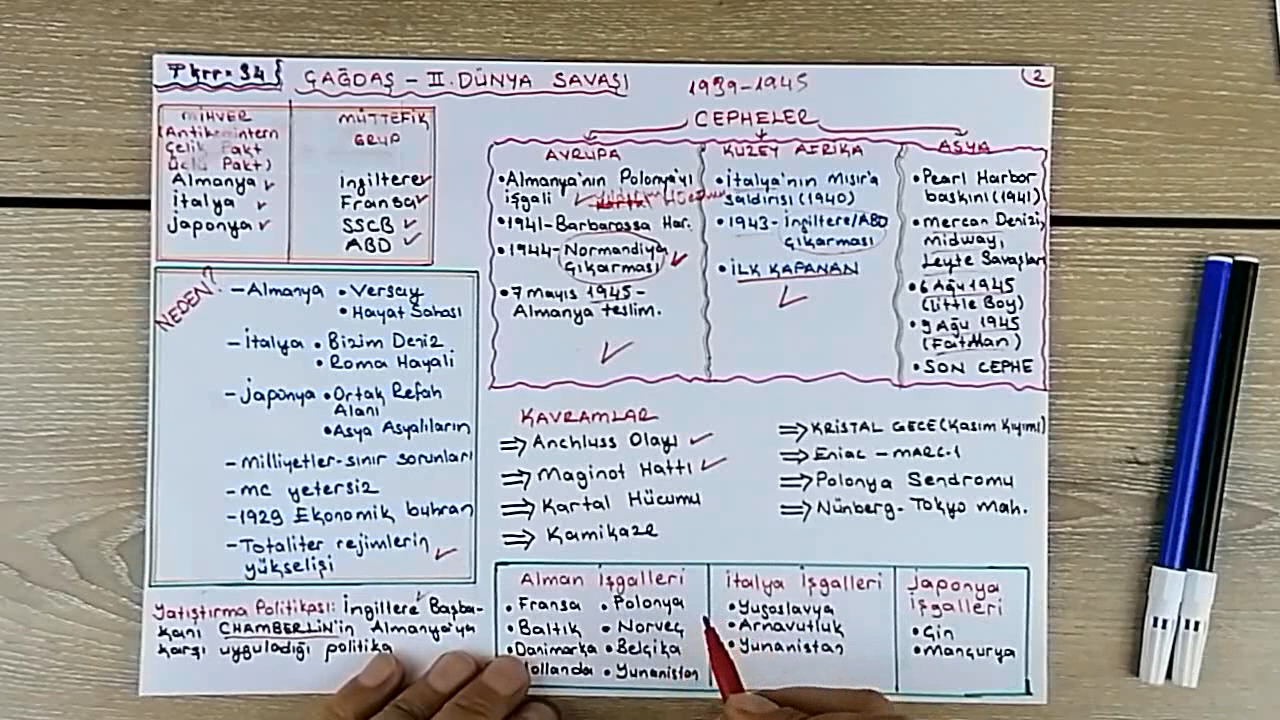 ÇAĞDAŞ - II. DÜNYA SAVAŞI 1939-1945
2
MİHVER
(Antikomintern
Çelik Pakt
Üçlü Pakt)
Almanya
İtalya
Japonya
MÜTTEFİK
GRUP
İngiltere
Fransa
SSCB
ABD
NEDEN?
- Almanya • Versay
• Hayat Sahası
- İtalya • Bizim Deniz
• Roma Hayali
- Japonya • Ortak Refah
Alanı
• Asya Asyalıların
- Milliyetler-sınır sorunları
- MC yetersiz
- 1929 Ekonomik buhran
- Totaliter rejimlerin
yükselişi
Yatıştırma Politikası: İngiltere Başba-
kanı CHAMBERLİN'in Almanya'ya
karşı uyguladığı politika
CEPHELER
AVRUPA
• Almanya'nın Polonya'yı
işgali
• 1941- Barbarossa Har.
• 1944- Normandiya
Çıkarması
• 7 Mayıs 1945-
Almanya teslim.
KUZEY AFRİKA
• İtalya'nın Mısır'a
saldırısı (1940)
• 1943- İngiltere/ABD
Çıkarması
• İLK KAPANAN
ASYA
• Pearl Harbor
baskını (1941)
• Mercan Denizi,
Midway,
Leyte Savaşları
• 6 Ağu 1945
(Little Boy)
• 9 Ağu 1945
(FatMan)
• SON CEPHE
KAVRAMLAR
⇒ Anchluss Olayı
⇒ Maginot Hattı
⇒ Kartal Hücumu
⇒ Kamikaze
⇒ KRİSTAL GECE (Kasım Kıyımı)
⇒ Eniac - MARC-1
⇒ Polonya Sendromu
⇒ Nünberg- Tokyo Mah.
Alman İşgalleri
• Fransa • Polonya
• Baltık • Norveç
• Danimarka • Belçika
Hollanda • Yunanistan
İtalya İşgalleri
• Yugoslavya
• Arnavutluk
• Yunanistan
Japonya
İşgalleri
• Çin
• Mançurya